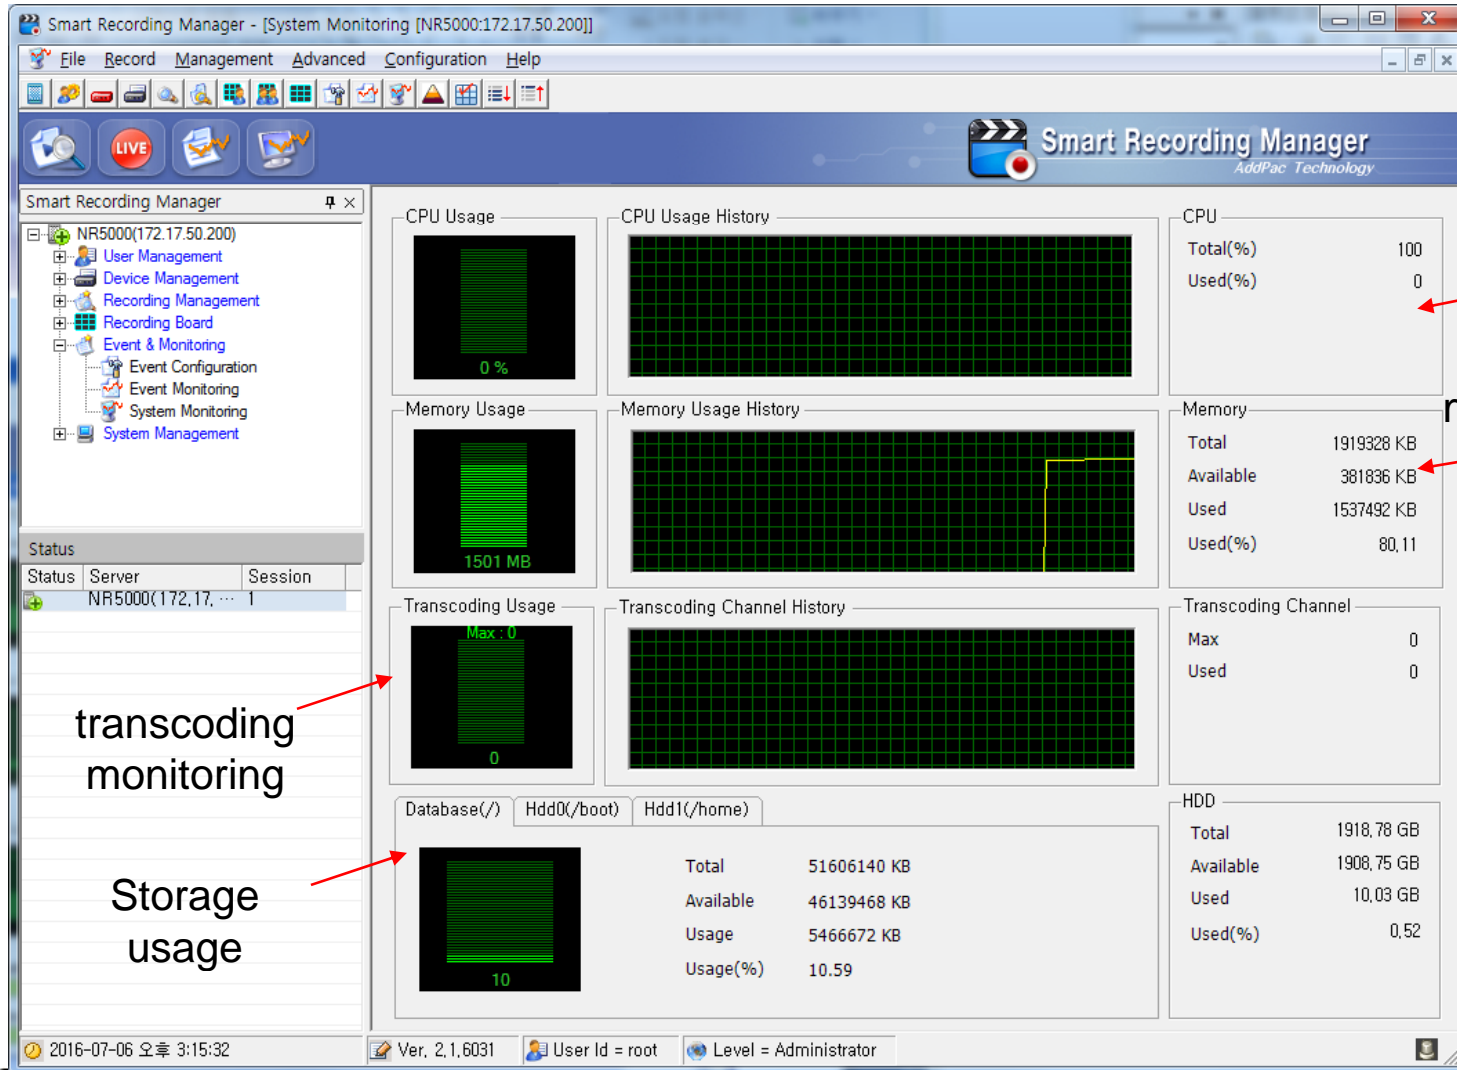 Smart Recording Manager - [System Monitoring [NR5000:172.17.50.200]]
File Record Management Advanced Configuration Help
LIVE
Smart Recording Manager
AddPac Technology
Smart Recording Manager
NR5000(172.17.50.200)
User Management
Device Management
Recording Management
Recording Board
Event & Monitoring
Event Configuration
Event Monitoring
System Monitoring
System Management
Status
Status Server Session
NR5000(172,17, ··· 1
transcoding
monitoring
Storage
usage
CPU Usage
0 %
CPU Usage History
CPU
Total(%) 100
Used(%) 0
Memory Usage
1501 MB
Memory Usage History
Memory
Total 1919328 KB
Available 381836 KB
Used 1537492 KB
Used(%) 80,11
Transcoding Usage
Max : 0
0
Transcoding Channel History
Transcoding Channel
Max 0
Used 0
Database(/) Hdd0(/boot) Hdd1(/home)
10
Total 51606140 KB
Available 46139468 KB
Usage 5466672 KB
Usage(%) 10.59
HDD
Total 1918,78 GB
Available 1908,75 GB
Used 10,03 GB
Used(%) 0,52
2016-07-06 오후 3:15:32
Ver, 2,1,6031
User Id = root
Level = Administrator